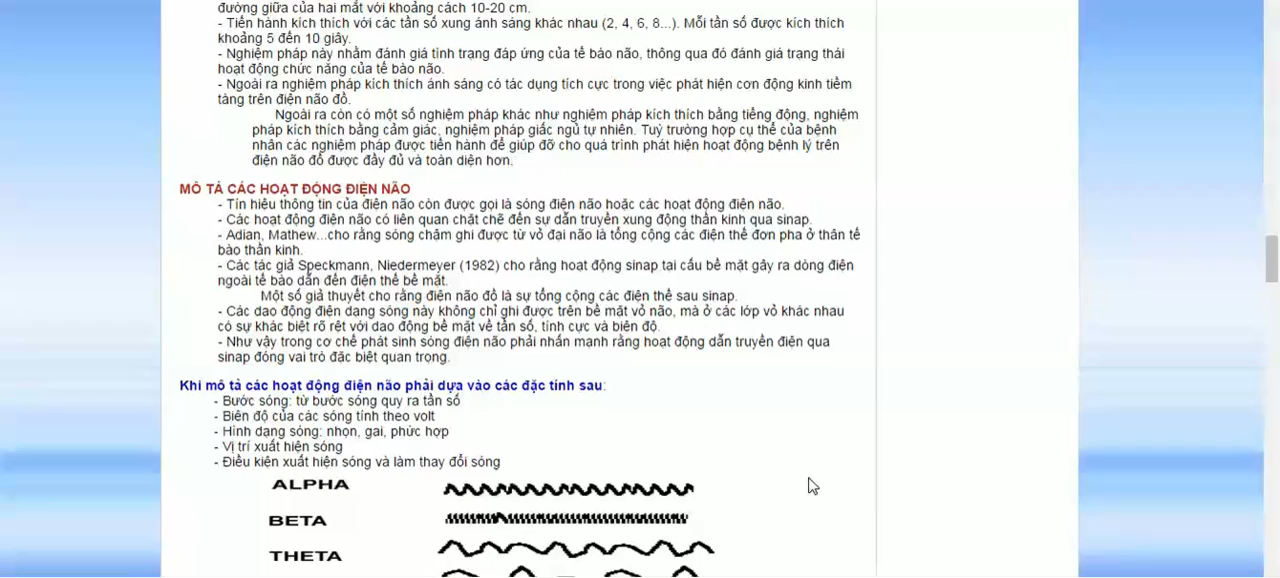 đường giữa của hai mắt với khoảng cách 10-20 cm.
- Tiến hành kích thích với các tần số xung ánh sáng khác nhau (2, 4, 6, 8...). Mỗi tần số được kích thích
khoảng 5 đến 10 giây.
- Nghiệm pháp này nhằm đánh giá tình trạng đáp ứng của tế bào não, thông qua đó đánh giá trạng thái
hoạt động chức năng của tế bào não.
- Ngoài ra nghiệm pháp kích thích ánh sáng có tác dụng tích cực trong việc phát hiện cơn động kinh tiềm
tàng trên điện não đồ.
Ngoài ra còn có một số nghiệm pháp khác như nghiệm pháp kích thích bằng tiếng động, nghiệm
pháp kích thích bằng cảm giác, nghiệm pháp giấc ngủ tự nhiên. Tuỳ trường hợp cụ thể của bệnh
nhân các nghiệm pháp được tiến hành để giúp đỡ cho quá trình phát hiện hoạt động bệnh lý trên
điện não đồ được đầy đủ và toàn diện hơn.
MÔ TẢ CÁC HOẠT ĐỘNG ĐIỆN NÃO
- Tín hiệu thông tin của điện não còn được gọi là sóng điện não hoặc các hoạt động điện não.
- Các hoạt động điện não có liên quan chặt chẽ đến sự dẫn truyền xung động thần kinh qua sinap.
- Adian, Mathew...cho rằng sóng chậm ghi được từ vỏ đại não là tổng cộng các điện thế đơn pha ở thân tế
bào thần kinh.
- Các tác giả Speckmann, Niedermeyer (1982) cho rằng hoạt động sinap tại cấu bề mặt gây ra dòng điện
ngoài tế bào dẫn đến điện thế bề mặt.
Một số giả thuyết cho rằng điện não đồ là sự tổng cộng các điện thế sau sinap.
- Các dao động điện dạng sóng này không chỉ ghi được trên bề mặt vỏ não, mà ở các lớp vỏ khác nhau
có sự khác biệt rõ rệt với dao động bề mặt về tần số, tính cực và biên độ.
- Như vậy trong cơ chế phát sinh sóng điện não phải nhấn mạnh rằng hoạt động dẫn truyền điện qua
sinap đóng vai trò đặc biệt quan trọng.
Khi mô tả các hoạt động điện não phải dựa vào các đặc tính sau:
- Bước sóng: từ bước sóng quy ra tần số
- Biên độ của các sóng tính theo volt
- Hình dạng sóng: nhọn, gai, phức hợp
- Vị trí xuất hiện sóng
- Điều kiện xuất hiện sóng và làm thay đổi sóng
ALPHA
BETA
THETA